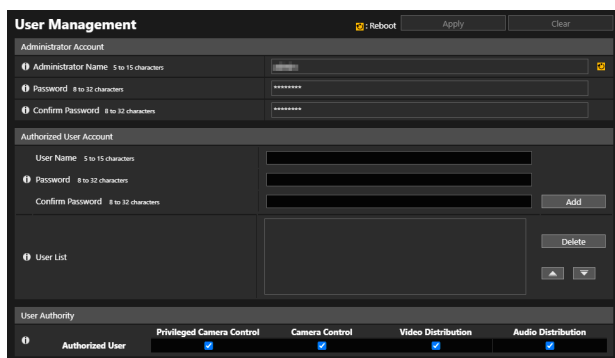 User Management
: Reboot
Apply
Clear
Administrator Account
Administrator Name 5 to 15 characters
Password 8 to 32 characters
********
Confirm Password 8 to 32 characters
********
Authorized User Account
User Name 5 to 15 characters
Password 8 to 32 characters
Confirm Password 8 to 32 characters
Add
User List
Delete
User Authority
Privileged Camera Control Camera Control Video Distribution Audio Distribution
Authorized User